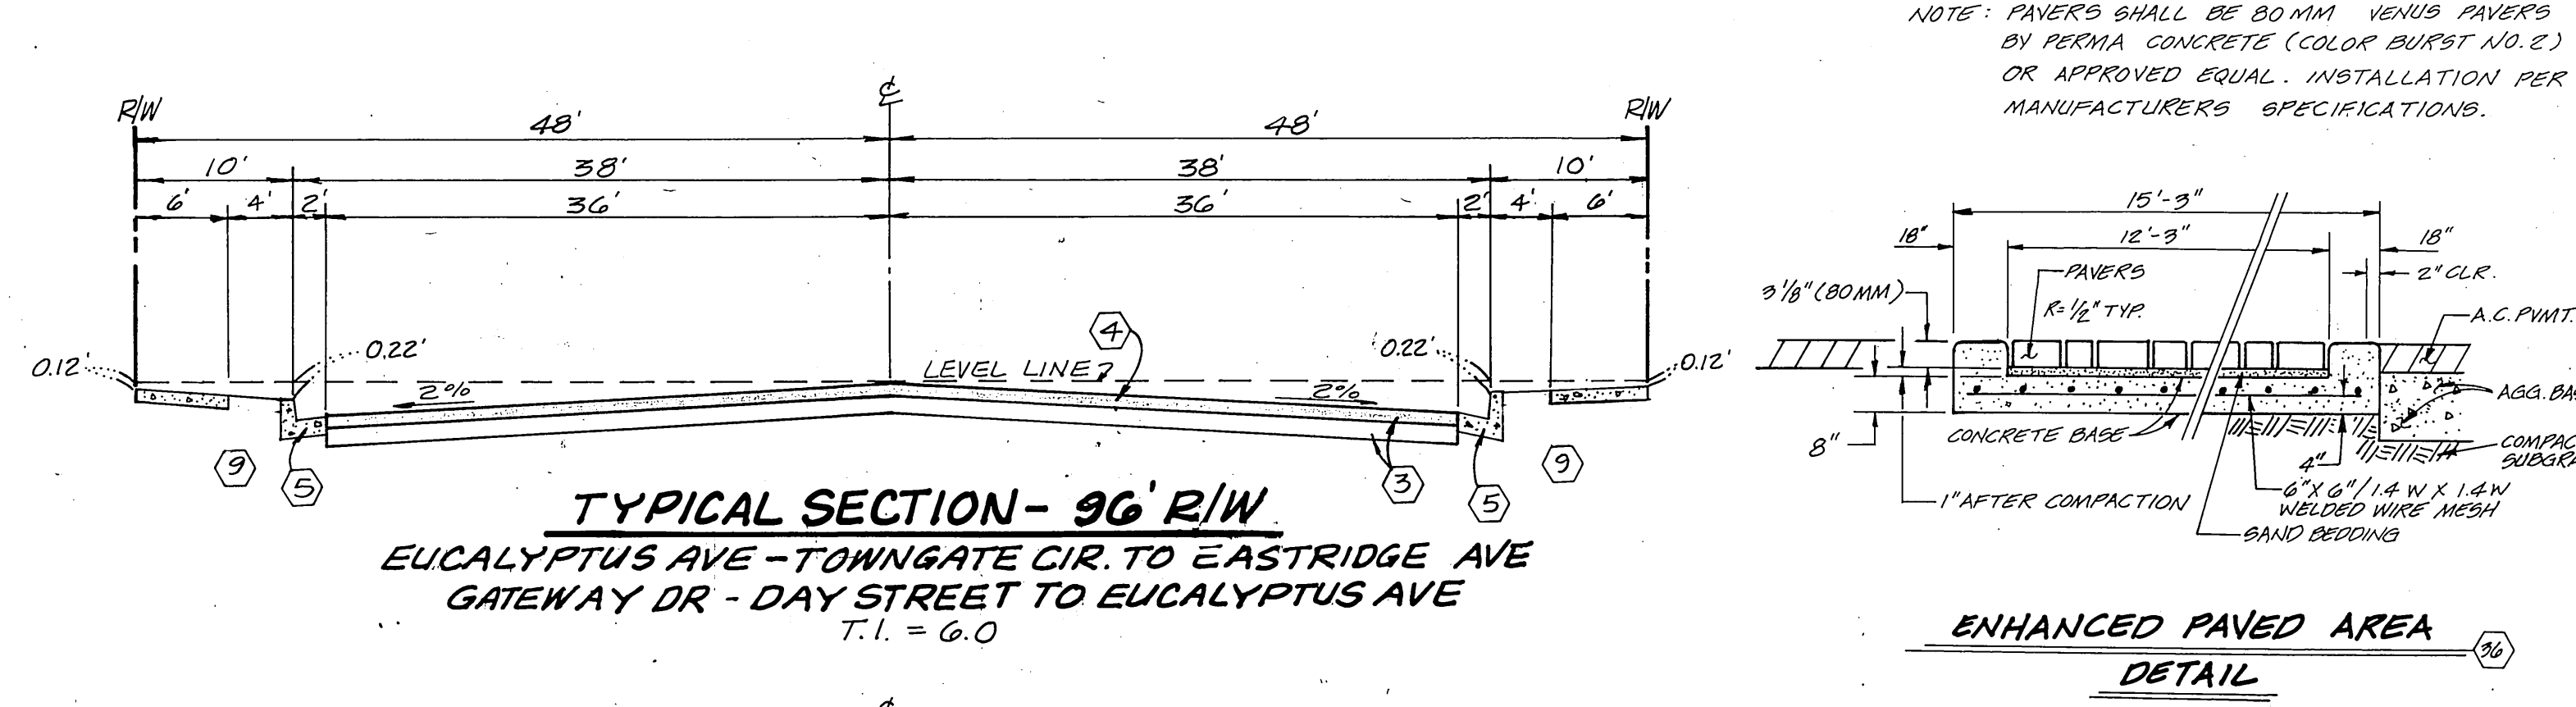 NOTE: PAVERS SHALL BE 80 MM VENUS PAVERS
BY PERMA CONCRETE (COLOR BURST NO. 2)
OR APPROVED EQUAL. INSTALLATION PER
MANUFACTURERS SPECIFICATIONS.
R/W
℄
R/W
48'
48'
10'
38'
38'
10'
6'
4'
2'
36'
36'
2'
4'
6'
0.12'
0.22'
LEVEL LINE
4
0.22'
0.12'
2%
2%
9
5
3
5
9
TYPICAL SECTION - 96' R/W
EUCALYPTUS AVE - TOWNGATE CIR. TO EASTRIDGE AVE
GATEWAY DR - DAY STREET TO EUCALYPTUS AVE
T.I. = 6.0
15'-3"
18"
12'-3"
18"
PAVERS
2" CLR.
3 1/8" (80 MM)
R= 1/2" TYP.
A.C. PVMT.
AGG. BAS
CONCRETE BASE
8"
4"
COMPAC
SUBGRA
1" AFTER COMPACTION
6" X 6" / 1.4 W X 1.4 W
WELDED WIRE MESH
SAND BEDDING
ENHANCED PAVED AREA
36
DETAIL